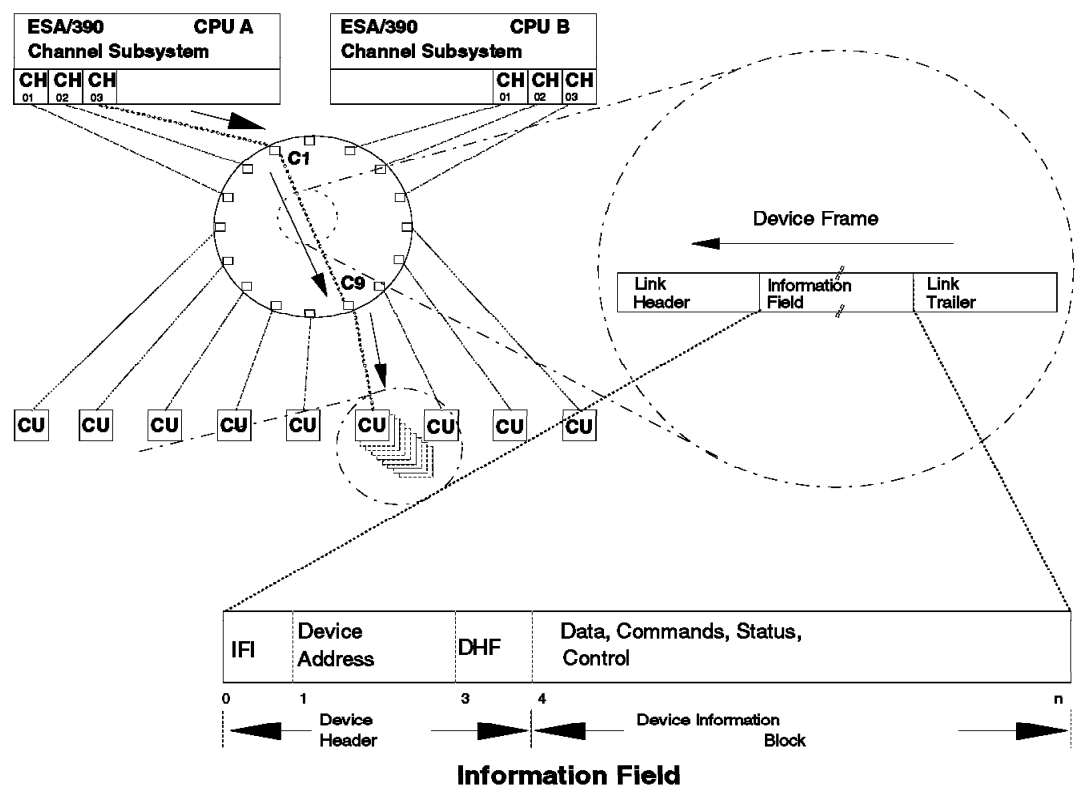 ESA/390 CPU A
Channel Subsystem
CH CH CH
01 02 03
ESA/390 CPU B
Channel Subsystem
CH CH CH
01 02 03
C1
C9
Device Frame
Link
Header
Information
Field
Link
Trailer
CU CU CU CU CU CU CU CU CU
IFI
Device
Address
DHF
Data, Commands, Status,
Control
0 1 3 4 n
Device
Header
Device Information
Block
Information Field